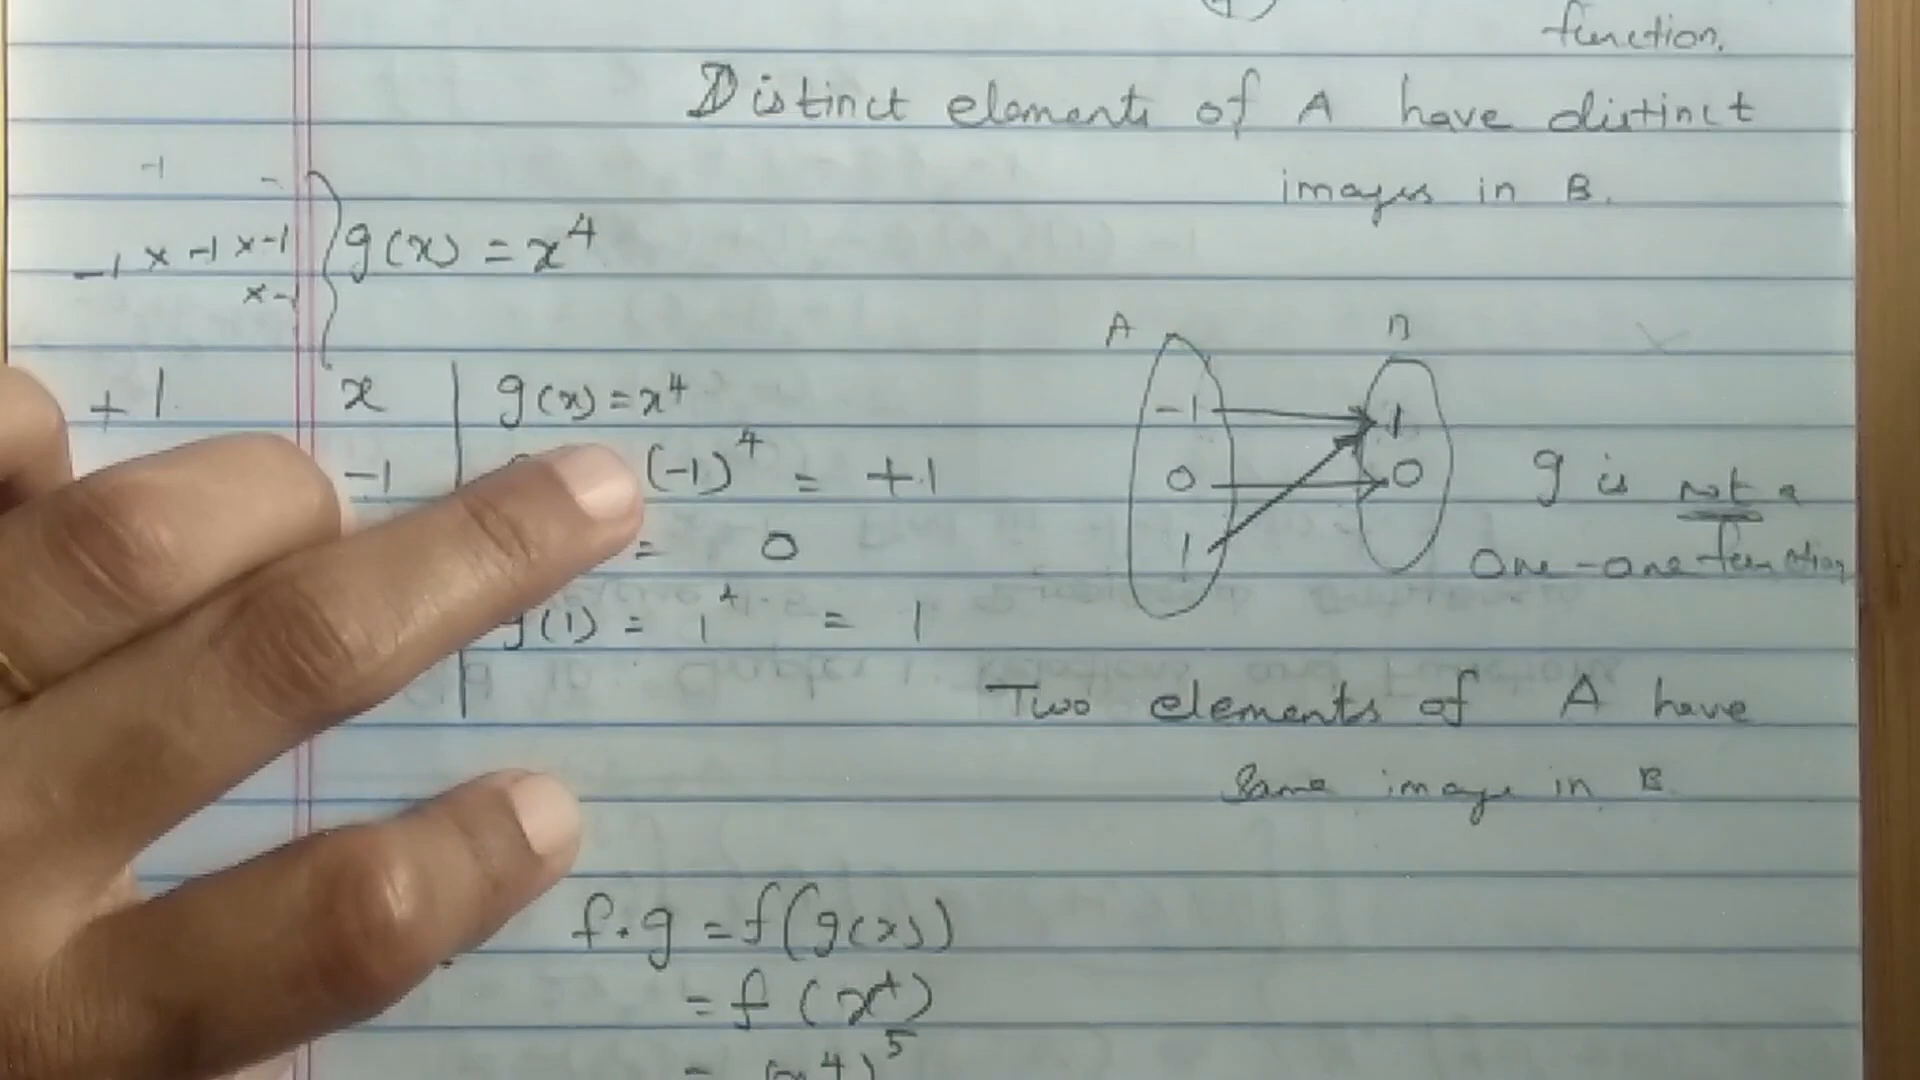 function.
Distinct elements of A have distinct
images in B.
-1 -
-1 x -1 x -1
x -1
+1
g(x) = x⁴
x g(x) = x⁴
-1 (-1)⁴ = +1
= 0
g(1) = 1⁴ = 1
A B
-1 1
0 0
1
g is not a
one-one function
Two elements of A have
Same image in B.
f.g = f(g(x))
= f(x⁴)
= (x⁴)⁵